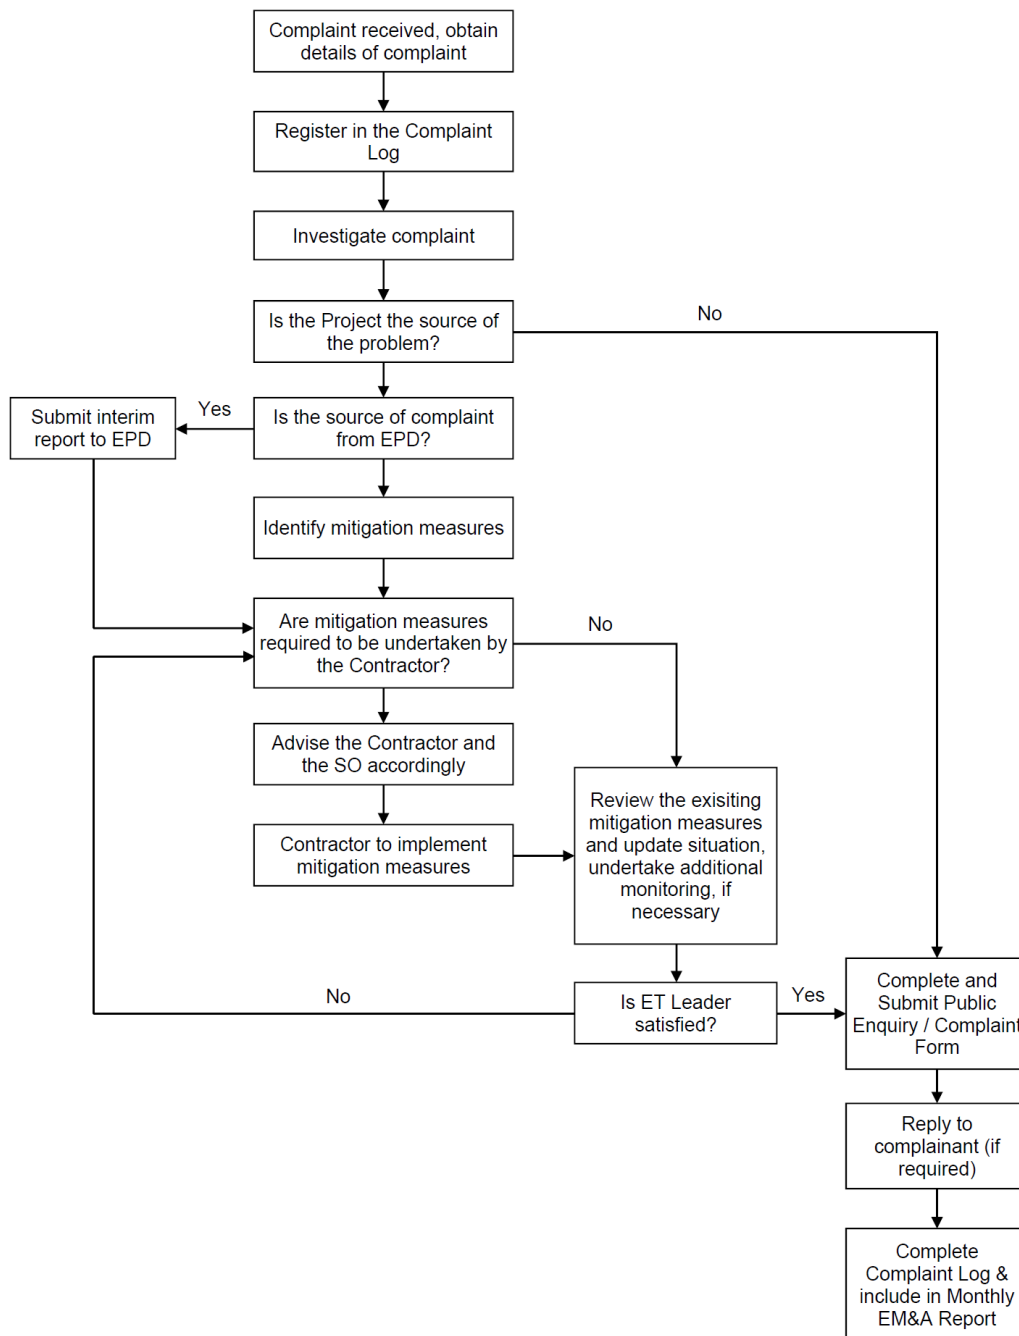 Complaint received, obtain
details of complaint
Register in the Complaint
Log
Investigate complaint
Is the Project the source of
the problem?
No
Submit interim
report to EPD
Yes
Is the source of complaint
from EPD?
Identify mitigation measures
Are mitigation measures
required to be undertaken by
the Contractor?
No
Advise the Contractor and
the SO accordingly
Contractor to implement
mitigation measures
Review the exisiting
mitigation measures
and update situation,
undertake additional
monitoring, if
necessary
No
Is ET Leader
satisfied?
Yes
Complete and
Submit Public
Enquiry / Complaint
Form
Reply to
complainant (if
required)
Complete
Complaint Log &
include in Monthly
EM&A Report